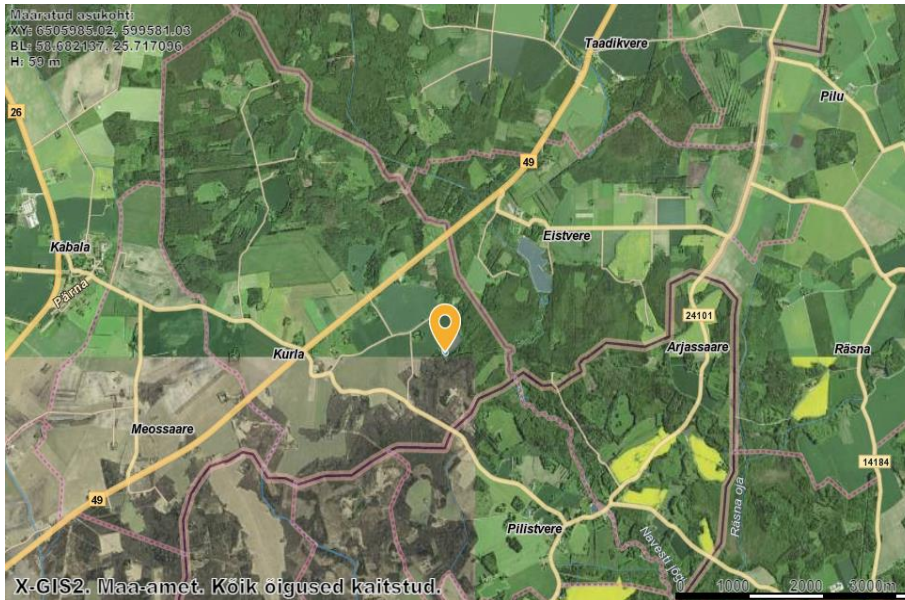 Määratud asukoht:
XY: 6505985.02, 599581.03
BL: 58.682137, 25.717096
H: 59 m
Taadikvere
Pilu
26
49
Eistvere
Kabala
Pärna
24101
Kurla
Arjassaare
Räsna
Meossaare
14184
49
Pilistvere
Navesti jõgi
Räsna oja
X-GIS2. Maa-amet. Kõik õigused kaitstud.
0 1000 2000 3000m